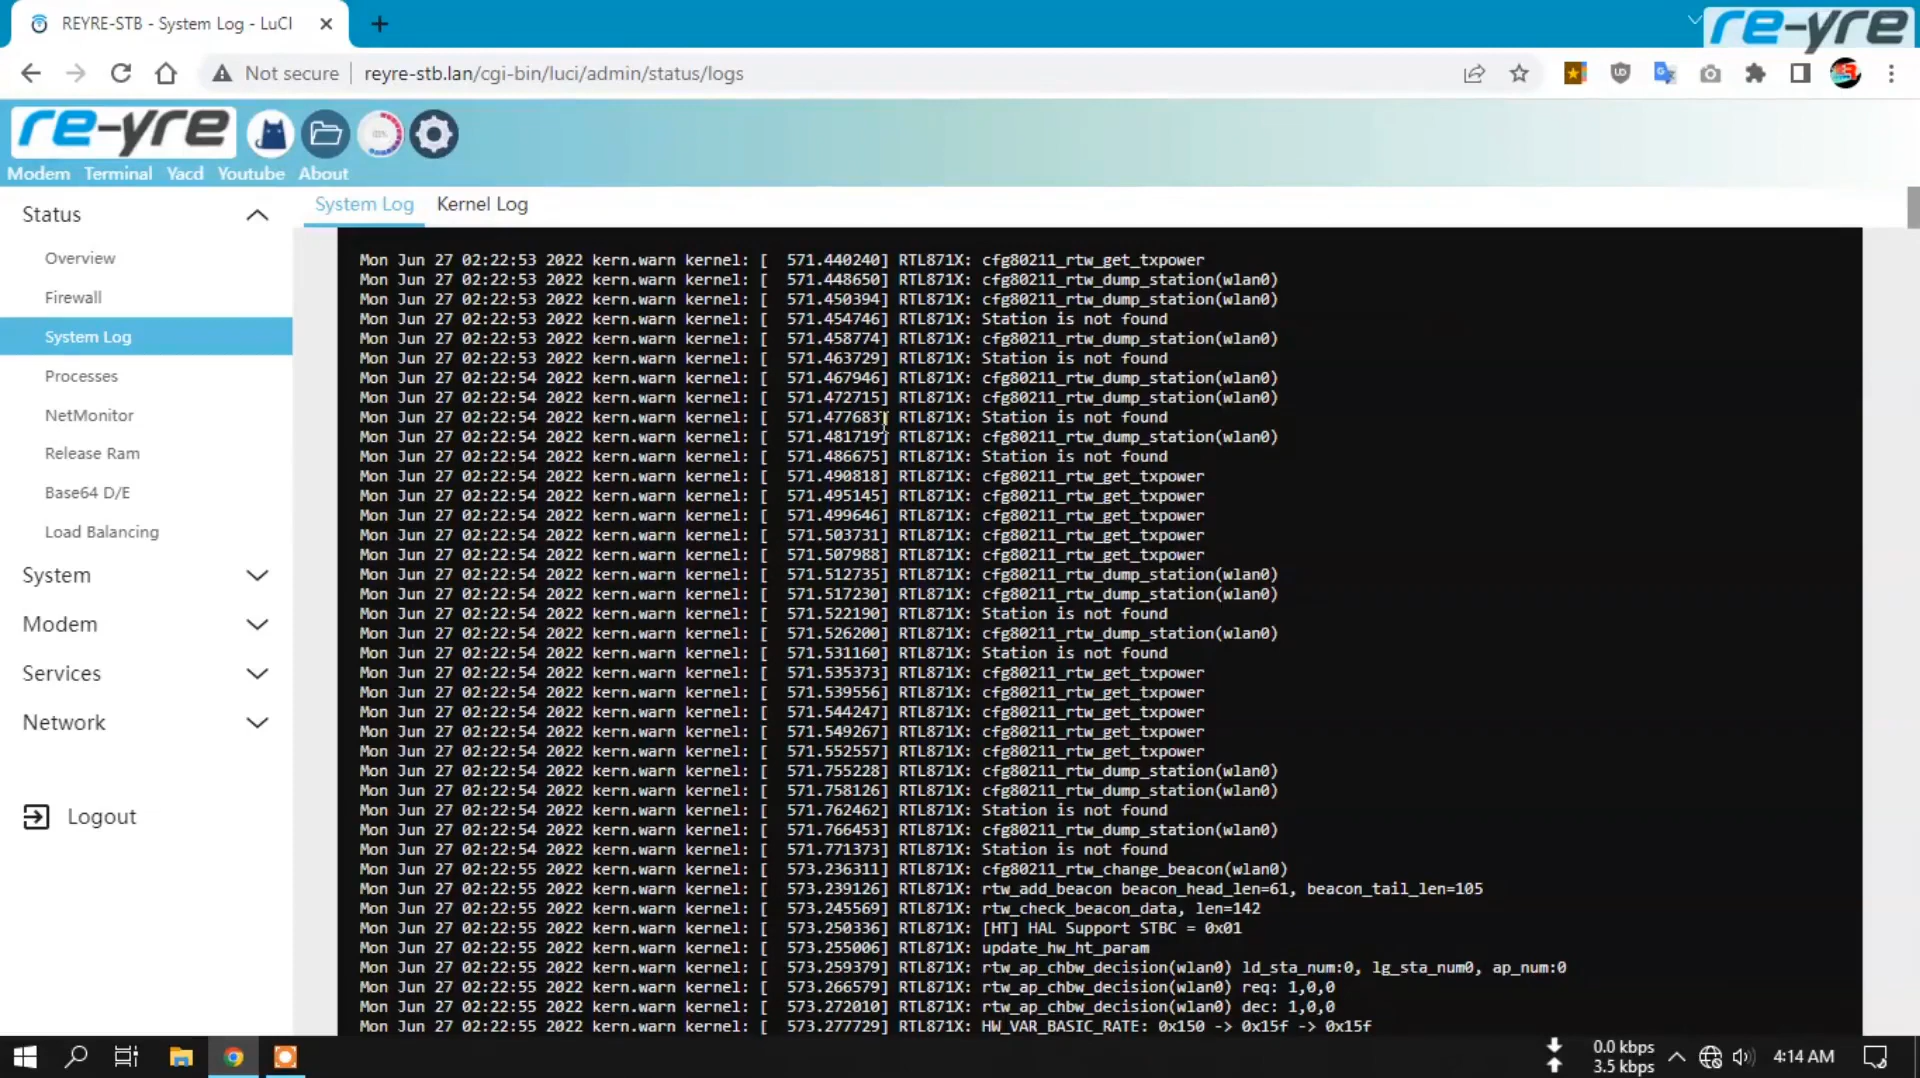 REYRE-STB - System Log - LuCI
re-yre
Not secure
reyre-stb.lan/cgi-bin/luci/admin/status/logs
re-yre
Modem Terminal Yacd Youtube About
Status
Overview
Firewall
System Log
Processes
NetMonitor
Release Ram
Base64 D/E
Load Balancing
System
Modem
Services
Network
Logout
System Log Kernel Log
Mon Jun 27 02:22:53 2022 kern.warn kernel: [ 571.440240] RTL871X: cfg80211_rtw_get_txpower
Mon Jun 27 02:22:53 2022 kern.warn kernel: [ 571.448650] RTL871X: cfg80211_rtw_dump_station(wlan0)
Mon Jun 27 02:22:53 2022 kern.warn kernel: [ 571.450394] RTL871X: cfg80211_rtw_dump_station(wlan0)
Mon Jun 27 02:22:53 2022 kern.warn kernel: [ 571.454746] RTL871X: Station is not found
Mon Jun 27 02:22:53 2022 kern.warn kernel: [ 571.458774] RTL871X: cfg80211_rtw_dump_station(wlan0)
Mon Jun 27 02:22:53 2022 kern.warn kernel: [ 571.463729] RTL871X: Station is not found
Mon Jun 27 02:22:54 2022 kern.warn kernel: [ 571.467946] RTL871X: cfg80211_rtw_dump_station(wlan0)
Mon Jun 27 02:22:54 2022 kern.warn kernel: [ 571.472715] RTL871X: cfg80211_rtw_dump_station(wlan0)
Mon Jun 27 02:22:54 2022 kern.warn kernel: [ 571.477683] RTL871X: Station is not found
Mon Jun 27 02:22:54 2022 kern.warn kernel: [ 571.481719] RTL871X: cfg80211_rtw_dump_station(wlan0)
Mon Jun 27 02:22:54 2022 kern.warn kernel: [ 571.486675] RTL871X: Station is not found
Mon Jun 27 02:22:54 2022 kern.warn kernel: [ 571.490818] RTL871X: cfg80211_rtw_get_txpower
Mon Jun 27 02:22:54 2022 kern.warn kernel: [ 571.495145] RTL871X: cfg80211_rtw_get_txpower
Mon Jun 27 02:22:54 2022 kern.warn kernel: [ 571.499646] RTL871X: cfg80211_rtw_get_txpower
Mon Jun 27 02:22:54 2022 kern.warn kernel: [ 571.503731] RTL871X: cfg80211_rtw_get_txpower
Mon Jun 27 02:22:54 2022 kern.warn kernel: [ 571.507988] RTL871X: cfg80211_rtw_get_txpower
Mon Jun 27 02:22:54 2022 kern.warn kernel: [ 571.512735] RTL871X: cfg80211_rtw_dump_station(wlan0)
Mon Jun 27 02:22:54 2022 kern.warn kernel: [ 571.517230] RTL871X: cfg80211_rtw_dump_station(wlan0)
Mon Jun 27 02:22:54 2022 kern.warn kernel: [ 571.522190] RTL871X: Station is not found
Mon Jun 27 02:22:54 2022 kern.warn kernel: [ 571.526200] RTL871X: cfg80211_rtw_dump_station(wlan0)
Mon Jun 27 02:22:54 2022 kern.warn kernel: [ 571.531160] RTL871X: Station is not found
Mon Jun 27 02:22:54 2022 kern.warn kernel: [ 571.535373] RTL871X: cfg80211_rtw_get_txpower
Mon Jun 27 02:22:54 2022 kern.warn kernel: [ 571.539556] RTL871X: cfg80211_rtw_get_txpower
Mon Jun 27 02:22:54 2022 kern.warn kernel: [ 571.544247] RTL871X: cfg80211_rtw_get_txpower
Mon Jun 27 02:22:54 2022 kern.warn kernel: [ 571.549267] RTL871X: cfg80211_rtw_get_txpower
Mon Jun 27 02:22:54 2022 kern.warn kernel: [ 571.552557] RTL871X: cfg80211_rtw_get_txpower
Mon Jun 27 02:22:54 2022 kern.warn kernel: [ 571.755228] RTL871X: cfg80211_rtw_dump_station(wlan0)
Mon Jun 27 02:22:54 2022 kern.warn kernel: [ 571.758126] RTL871X: cfg80211_rtw_dump_station(wlan0)
Mon Jun 27 02:22:54 2022 kern.warn kernel: [ 571.762462] RTL871X: Station is not found
Mon Jun 27 02:22:54 2022 kern.warn kernel: [ 571.766453] RTL871X: cfg80211_rtw_dump_station(wlan0)
Mon Jun 27 02:22:54 2022 kern.warn kernel: [ 571.771373] RTL871X: Station is not found
Mon Jun 27 02:22:55 2022 kern.warn kernel: [ 573.236311] RTL871X: cfg80211_rtw_change_beacon(wlan0)
Mon Jun 27 02:22:55 2022 kern.warn kernel: [ 573.239126] RTL871X: rtw_add_beacon beacon_head_len=61, beacon_tail_len=105
Mon Jun 27 02:22:55 2022 kern.warn kernel: [ 573.245569] RTL871X: rtw_check_beacon_data, len=142
Mon Jun 27 02:22:55 2022 kern.warn kernel: [ 573.250336] RTL871X: [HT] HAL Support STBC = 0x01
Mon Jun 27 02:22:55 2022 kern.warn kernel: [ 573.255006] RTL871X: update_hw_ht_param
Mon Jun 27 02:22:55 2022 kern.warn kernel: [ 573.259379] RTL871X: rtw_ap_chbw_decision(wlan0) ld_sta_num:0, lg_sta_num0, ap_num:0
Mon Jun 27 02:22:55 2022 kern.warn kernel: [ 573.266579] RTL871X: rtw_ap_chbw_decision(wlan0) req: 1,0,0
Mon Jun 27 02:22:55 2022 kern.warn kernel: [ 573.272010] RTL871X: rtw_ap_chbw_decision(wlan0) dec: 1,0,0
Mon Jun 27 02:22:55 2022 kern.warn kernel: [ 573.277729] RTL871X: HW_VAR_BASIC_RATE: 0x150 -> 0x15f -> 0x15f
0.0 kbps
3.5 kbps
4:14 AM